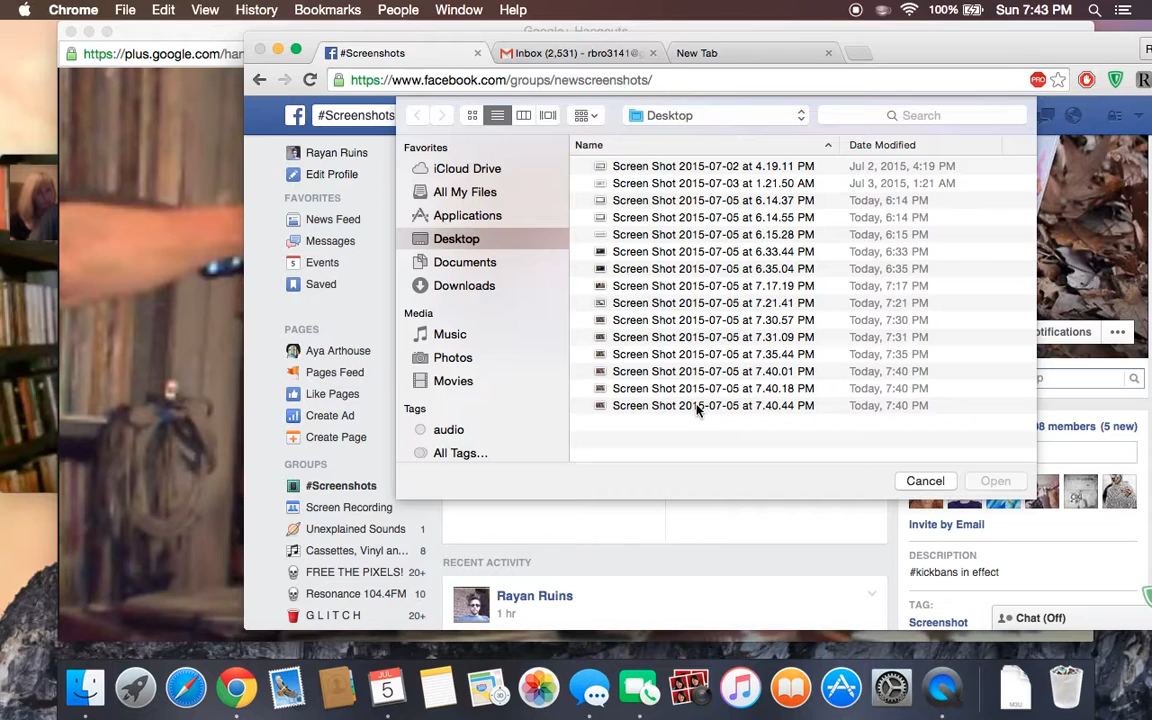 Chrome File Edit View History Bookmarks People Window Help 100% Sun 7:43 PM
Google+ Hangouts
https://plus.google.com/han
#Screenshots × Inbox (2,531) - rbro3141@g × New Tab ×
https://www.facebook.com/groups/newscreenshots/
#Screenshots
Desktop
Search
Favorites
iCloud Drive
All My Files
Applications
Desktop
Documents
Downloads
Media
Music
Photos
Movies
Tags
audio
All Tags...
Name Date Modified
Screen Shot 2015-07-02 at 4.19.11 PM Jul 2, 2015, 4:19 PM
Screen Shot 2015-07-03 at 1.21.50 AM Jul 3, 2015, 1:21 AM
Screen Shot 2015-07-05 at 6.14.37 PM Today, 6:14 PM
Screen Shot 2015-07-05 at 6.14.55 PM Today, 6:14 PM
Screen Shot 2015-07-05 at 6.15.28 PM Today, 6:15 PM
Screen Shot 2015-07-05 at 6.33.44 PM Today, 6:33 PM
Screen Shot 2015-07-05 at 6.35.04 PM Today, 6:35 PM
Screen Shot 2015-07-05 at 7.17.19 PM Today, 7:17 PM
Screen Shot 2015-07-05 at 7.21.41 PM Today, 7:21 PM
Screen Shot 2015-07-05 at 7.30.57 PM Today, 7:30 PM
Screen Shot 2015-07-05 at 7.31.09 PM Today, 7:31 PM
Screen Shot 2015-07-05 at 7.35.44 PM Today, 7:35 PM
Screen Shot 2015-07-05 at 7.40.01 PM Today, 7:40 PM
Screen Shot 2015-07-05 at 7.40.18 PM Today, 7:40 PM
Screen Shot 2015-07-05 at 7.40.44 PM Today, 7:40 PM
Cancel Open
Rayan Ruins
Edit Profile
FAVORITES
News Feed
Messages
Events
Saved
PAGES
Aya Arthouse
Pages Feed
Like Pages
Create Ad
Create Page
GROUPS
#Screenshots
Screen Recording
Unexplained Sounds 1
Cassettes, Vinyl an... 8
FREE THE PIXELS! 20+
Resonance 104.4FM 10
G L I T C H 20+
RECENT ACTIVITY
Rayan Ruins
1 hr
otifications
08 members (5 new)
Invite by Email
DESCRIPTION
#kickbans in effect
TAG:
Screenshot
Chat (Off)
JUL
5
M3U